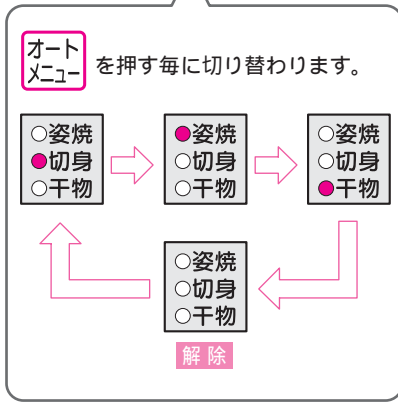 オート
メニュー
を押す毎に切り替わります。
○姿焼
●切身
○干物
●姿焼
○切身
○干物
○姿焼
○切身
●干物
○姿焼
○切身
○干物
解除